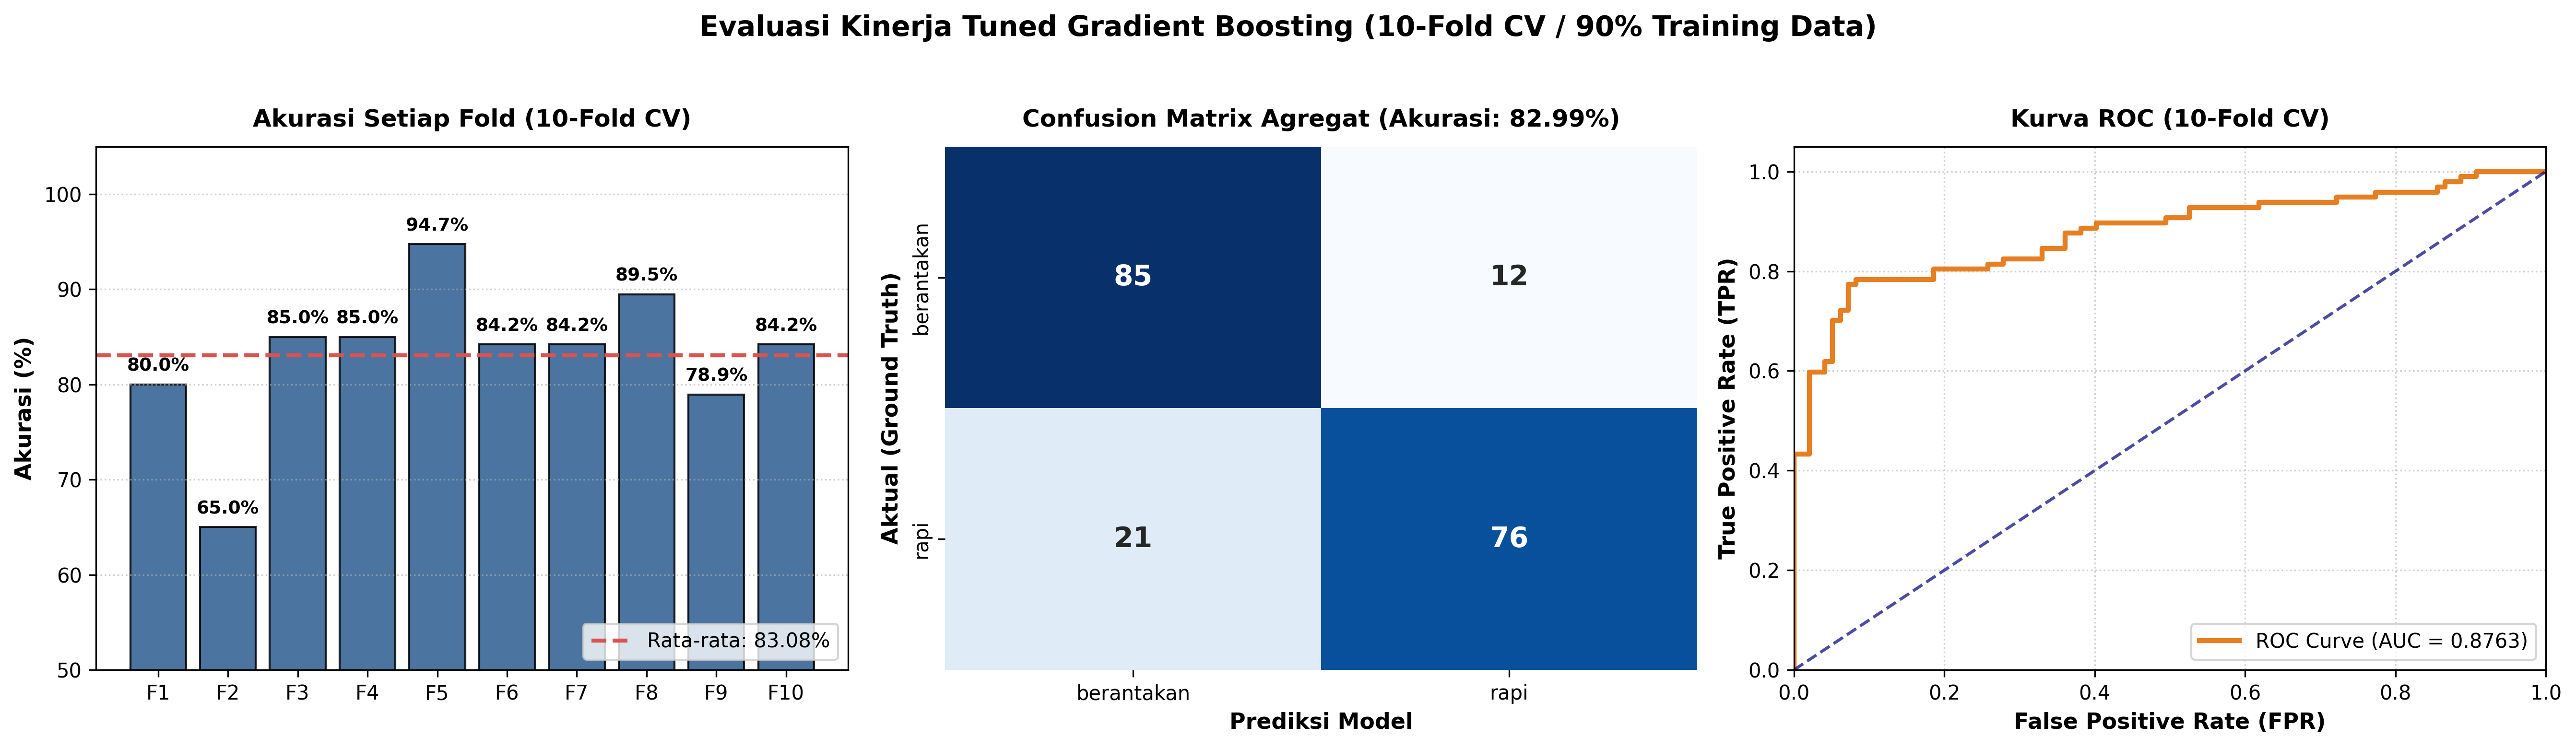 Evaluasi Kinerja Tuned Gradient Boosting (10-Fold CV / 90% Training Data)
Akurasi Setiap Fold (10-Fold CV)
Akurasi (%)
100
90
80
70
60
50
80.0%
65.0%
85.0%
85.0%
94.7%
84.2%
84.2%
89.5%
78.9%
84.2%
Rata-rata: 83.08%
F1
F2
F3
F4
F5
F6
F7
F8
F9
F10
Confusion Matrix Agregat (Akurasi: 82.99%)
Aktual (Ground Truth)
berantakan
rapi
85
12
21
76
berantakan
rapi
Prediksi Model
Kurva ROC (10-Fold CV)
True Positive Rate (TPR)
1.0
0.8
0.6
0.4
0.2
0.0
ROC Curve (AUC = 0.8763)
0.0
0.2
0.4
0.6
0.8
1.0
False Positive Rate (FPR)